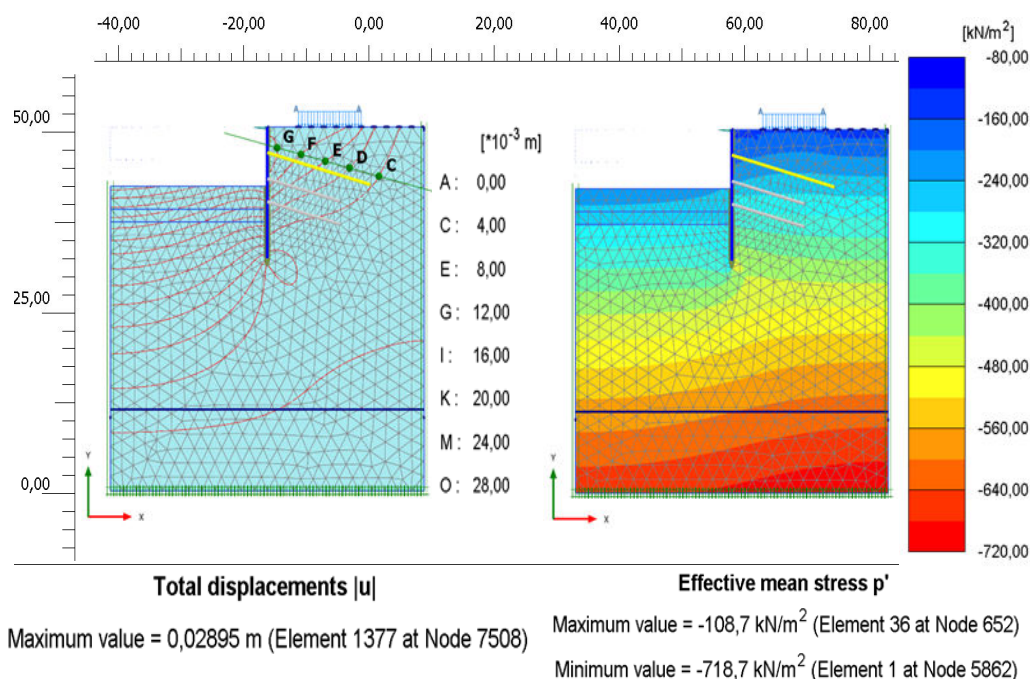 -40,00 -20,00 0,00 20,00 40,00 60,00 80,00
[kN/m²]
-80,00
-160,00
-240,00
-320,00
-400,00
-480,00
-560,00
-640,00
-720,00
50,00
25,00
0,00
A A
G F E D C
[*10⁻³ m]
A : 0,00
C : 4,00
E : 8,00
G : 12,00
I : 16,00
K : 20,00
M : 24,00
O : 28,00
Y
X
A A
Y
X
Total displacements |u|
Maximum value = 0,02895 m (Element 1377 at Node 7508)
Effective mean stress p'
Maximum value = -108,7 kN/m² (Element 36 at Node 652)
Minimum value = -718,7 kN/m² (Element 1 at Node 5862)